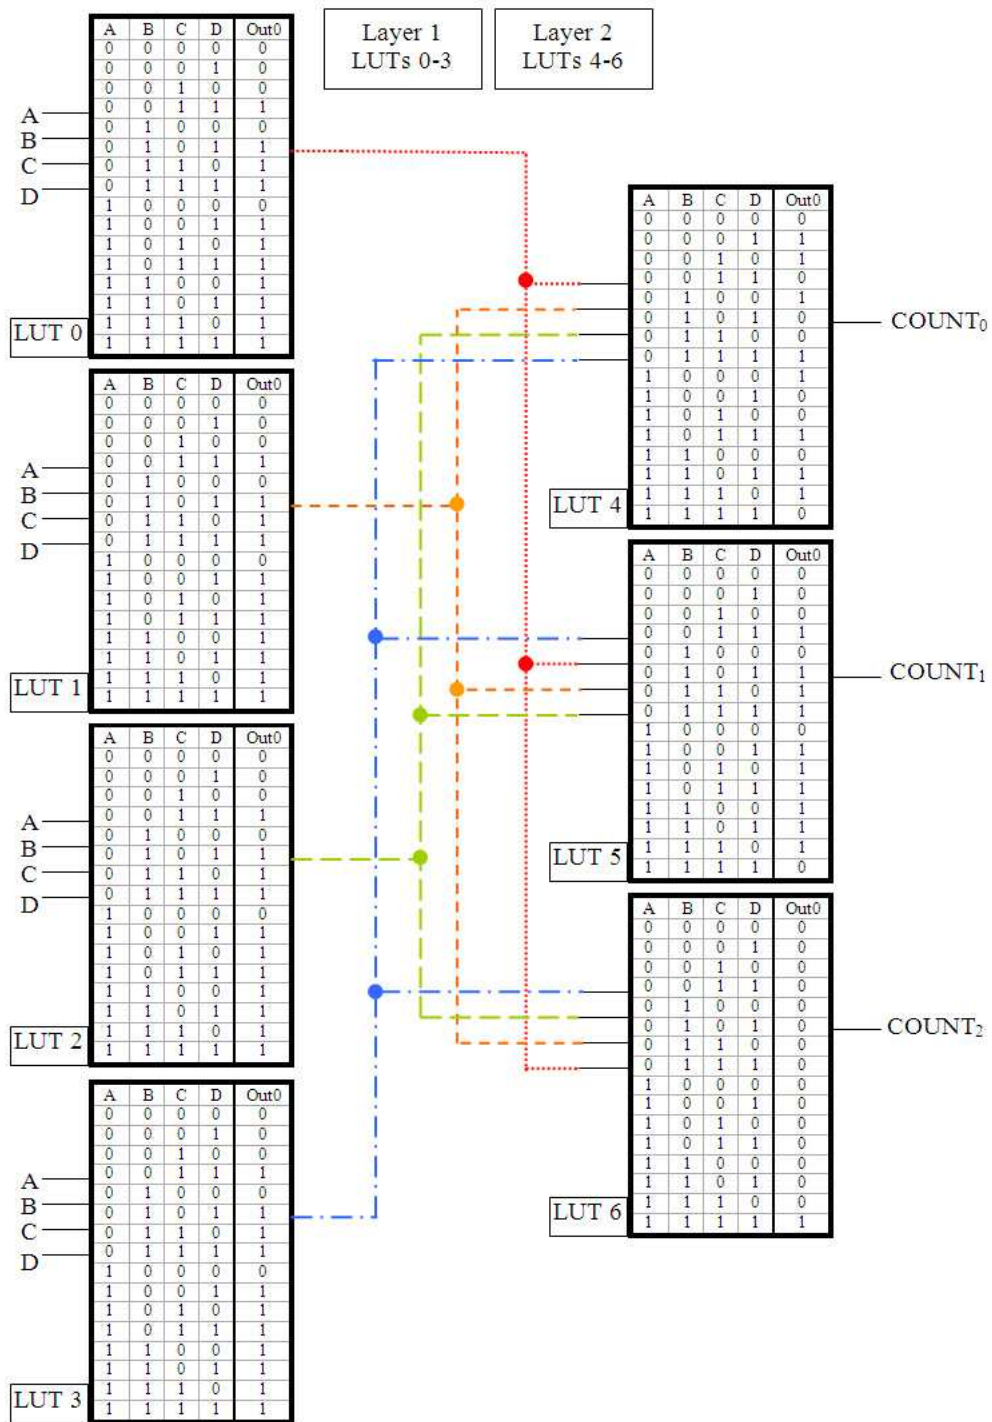 Layer 1
LUTs 0-3
Layer 2
LUTs 4-6
A
B
C
D
A B C D Out0
0 0 0 0 0
0 0 0 1 0
0 0 1 0 0
0 0 1 1 1
0 1 0 0 0
0 1 0 1 1
0 1 1 0 1
0 1 1 1 1
1 0 0 0 0
1 0 0 1 1
1 0 1 0 1
1 0 1 1 1
1 1 0 0 1
1 1 0 1 1
1 1 1 0 1
1 1 1 1 1
LUT 0
A
B
C
D
A B C D Out0
0 0 0 0 0
0 0 0 1 0
0 0 1 0 0
0 0 1 1 1
0 1 0 0 0
0 1 0 1 1
0 1 1 0 1
0 1 1 1 1
1 0 0 0 0
1 0 0 1 1
1 0 1 0 1
1 0 1 1 1
1 1 0 0 1
1 1 0 1 1
1 1 1 0 1
1 1 1 1 1
LUT 1
A
B
C
D
A B C D Out0
0 0 0 0 0
0 0 0 1 0
0 0 1 0 0
0 0 1 1 1
0 1 0 0 0
0 1 0 1 1
0 1 1 0 1
0 1 1 1 1
1 0 0 0 0
1 0 0 1 1
1 0 1 0 1
1 0 1 1 1
1 1 0 0 1
1 1 0 1 1
1 1 1 0 1
1 1 1 1 1
LUT 2
A
B
C
D
A B C D Out0
0 0 0 0 0
0 0 0 1 0
0 0 1 0 0
0 0 1 1 1
0 1 0 0 0
0 1 0 1 1
0 1 1 0 1
0 1 1 1 1
1 0 0 0 0
1 0 0 1 1
1 0 1 0 1
1 0 1 1 1
1 1 0 0 1
1 1 0 1 1
1 1 1 0 1
1 1 1 1 1
LUT 3
A B C D Out0
0 0 0 0 0
0 0 0 1 1
0 0 1 0 1
0 0 1 1 0
0 1 0 0 1
0 1 0 1 0
0 1 1 0 0
0 1 1 1 1
1 0 0 0 1
1 0 0 1 0
1 0 1 0 0
1 0 1 1 1
1 1 0 0 0
1 1 0 1 1
1 1 1 0 1
1 1 1 1 0
LUT 4
COUNT₀
A B C D Out0
0 0 0 0 0
0 0 0 1 0
0 0 1 0 0
0 0 1 1 1
0 1 0 0 0
0 1 0 1 1
0 1 1 0 1
0 1 1 1 1
1 0 0 0 0
1 0 0 1 1
1 0 1 0 1
1 0 1 1 1
1 1 0 0 1
1 1 0 1 1
1 1 1 0 1
1 1 1 1 0
LUT 5
COUNT₁
A B C D Out0
0 0 0 0 0
0 0 0 1 0
0 0 1 0 0
0 0 1 1 0
0 1 0 0 0
0 1 0 1 0
0 1 1 0 0
0 1 1 1 0
1 0 0 0 0
1 0 0 1 0
1 0 1 0 0
1 0 1 1 0
1 1 0 0 0
1 1 0 1 0
1 1 1 0 0
1 1 1 1 1
LUT 6
COUNT₂